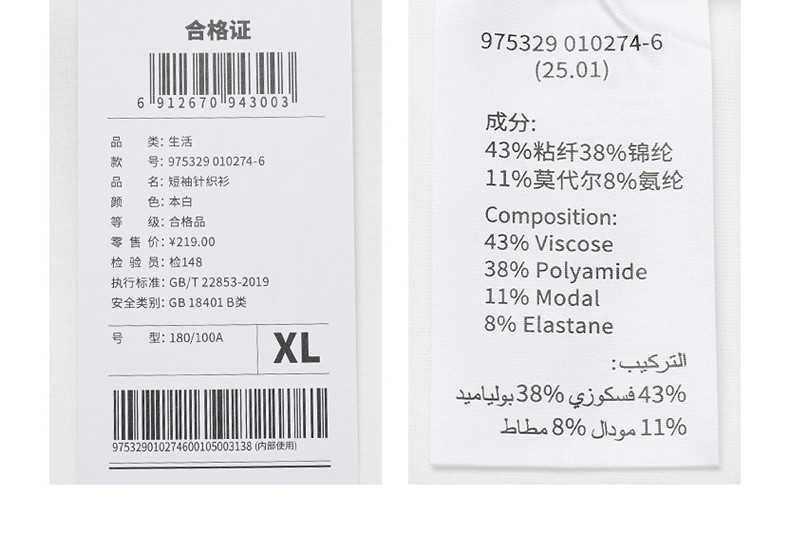 合格证
6 912670 943003
品 类：生活
款 号：975329 010274-6
品 名：短袖针织衫
颜 色：本白
等 级：合格品
零 售 价：¥219.00
检 验 员：检148
执行标准：GB/T 22853-2019
安全类别：GB 18401 B类
号 型：180/100A
XL
975329010274600105003138 (内部使用)
975329 010274-6
(25.01)
成分:
43%粘纤38%锦纶
11%莫代尔8%氨纶
Composition:
43% Viscose
38% Polyamide
11% Modal
8% Elastane
التركيب:
43% فسكوزي 38% بولياميد
11% مودال 8% مطاط